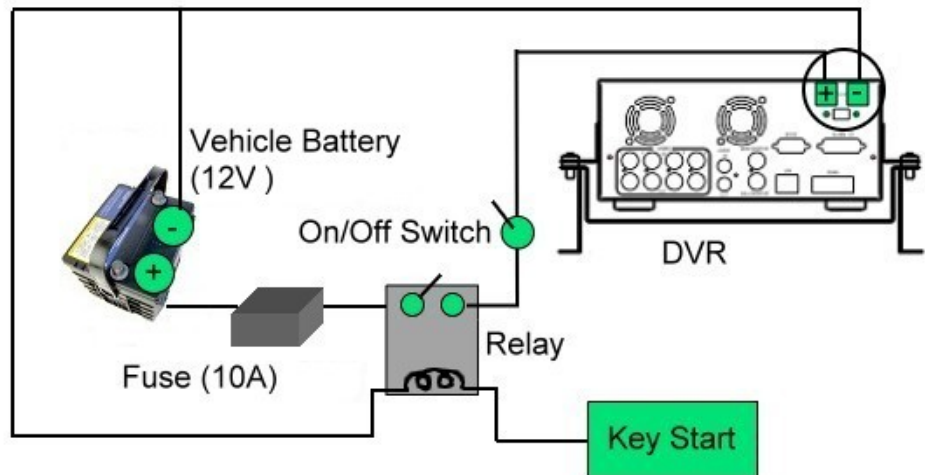 Vehicle Battery
(12V )
-
+
Fuse (10A)
On/Off Switch
Relay
+ -
DVR
Key Start